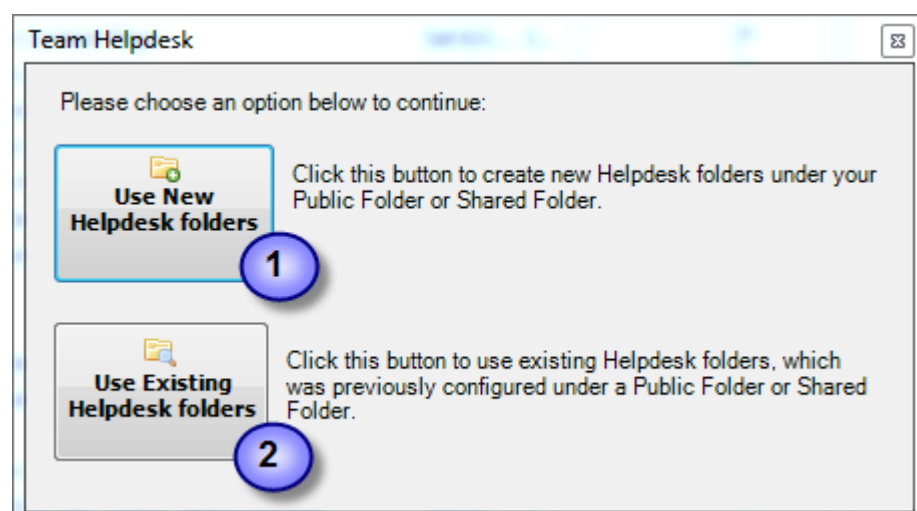 Team Helpdesk
Please choose an option below to continue:
Use New
Helpdesk folders
1
Click this button to create new Helpdesk folders under your
Public Folder or Shared Folder.
Use Existing
Helpdesk folders
2
Click this button to use existing Helpdesk folders, which
was previously configured under a Public Folder or Shared
Folder.